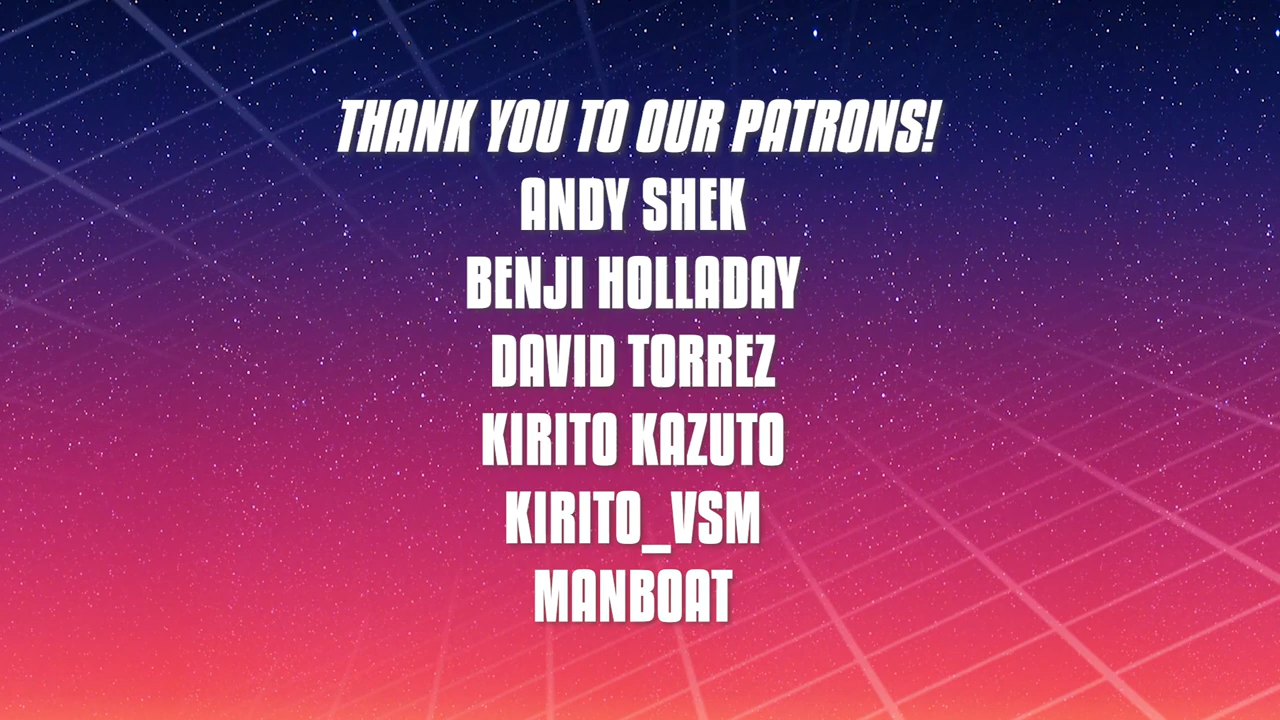 THANK YOU TO OUR PATRONS!
ANDY SHEK
BENJI HOLLADAY
DAVID TORREZ
KIRITO KAZUTO
KIRITO_VSM
MANBOAT